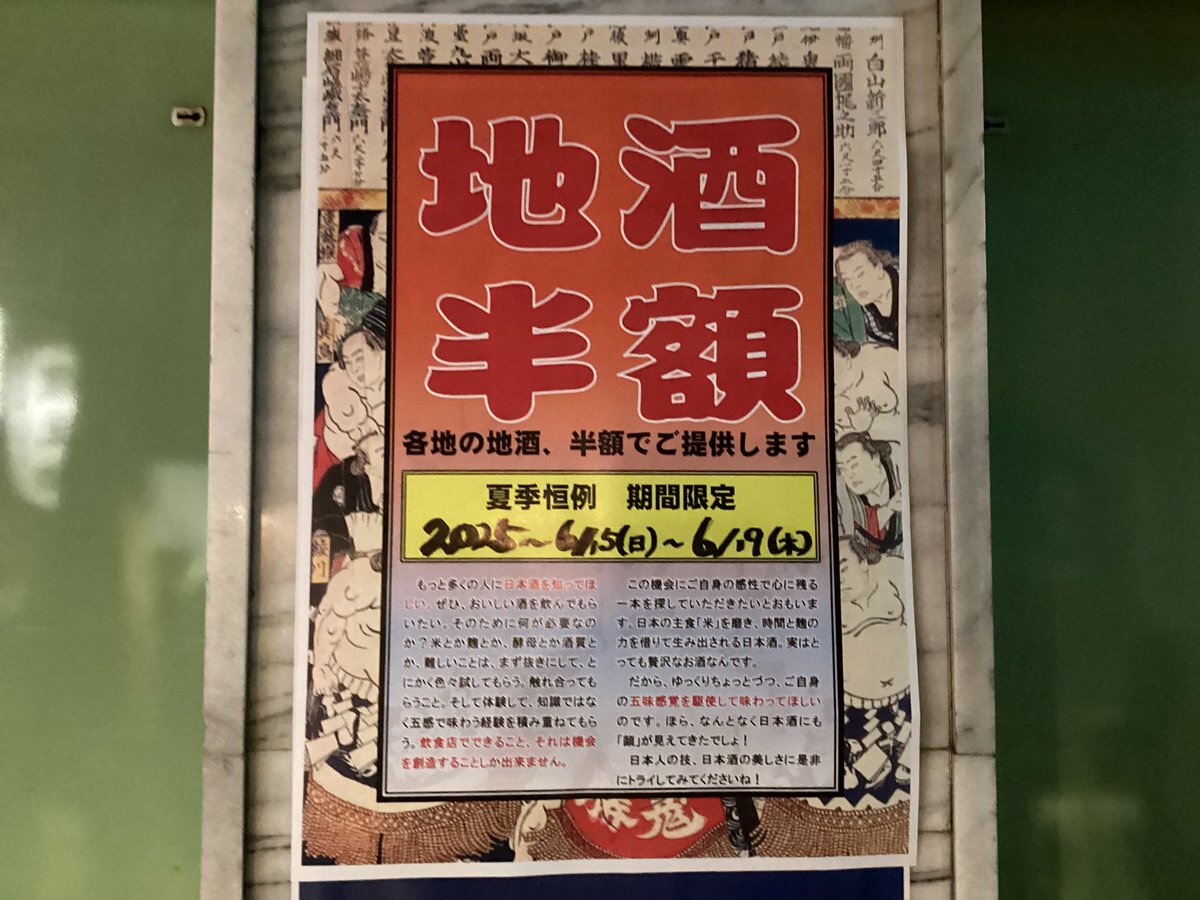 地酒
半額
各地の地酒、半額でご提供します
夏季恒例　期間限定
2025～6/15(日)～6/19(木)
もっと多くの人に日本酒を知ってほ
しい。ぜひ、おいしい酒を飲んでもら
いたい。そのために何が必要なの
か？米とか麹とか、酵母とか酒質と
か、難しいことは、まず抜きにして、と
にかく色々試してもらう。触れ合っても
らうこと。そして体験して、知識ではな
く五感で味わう経験を積み重ねてもら
う。飲食店でできること、それは機会
を創造することしか出来ません。
この機会にご自身の感性で心に残る
一本を探していただきたいとおもいま
す。日本の主食「米」を磨き、時間と麹の
力を借りて生み出される日本酒。実はと
っても贅沢なお酒なんです。
だから、ゆっくりちょっとづつ、ご自身
の五味感覚を駆使して味わってほしい
のです。ほら、なんとなく日本酒にも
「顔」が見えてきたでしょ！
日本人の技、日本酒の美しさに是非
にトライしてみてくださいね！